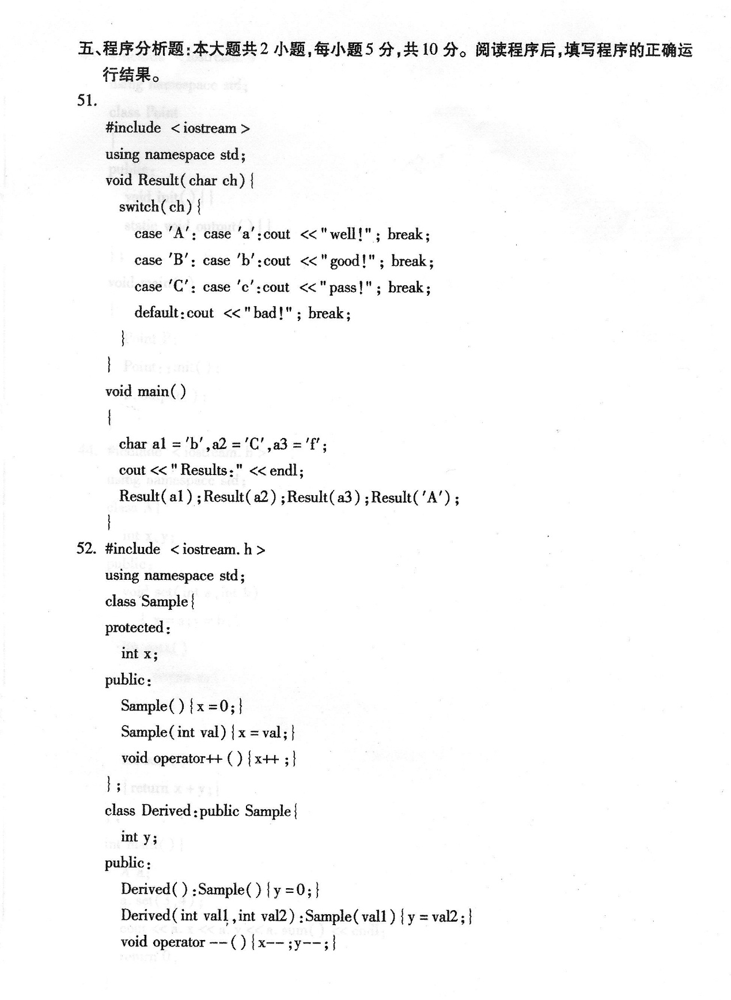 五、程序分析题:本大题共2小题,每小题5分,共10分。阅读程序后,填写程序的正确运
行结果。
51.
#include <iostream>
using namespace std;
void Result(char ch){
switch(ch){
case 'A': case 'a':cout <<"well!"; break;
case 'B': case 'b':cout <<"good!"; break;
case 'C': case 'c':cout <<"pass!"; break;
default:cout <<"bad!"; break;
}
}
void main()
{
char a1='b',a2='C',a3='f';
cout<<"Results:"<<endl;
Result(a1);Result(a2);Result(a3);Result('A');
}
52. #include <iostream.h>
using namespace std;
class Sample{
protected:
int x;
public:
Sample(){x=0;}
Sample(int val){x=val;}
void operator++(){x++;}
};
class Derived:public Sample{
int y;
public:
Derived():Sample(){y=0;}
Derived(int val1,int val2):Sample(val1){y=val2;}
void operator--(){x--;y--;}